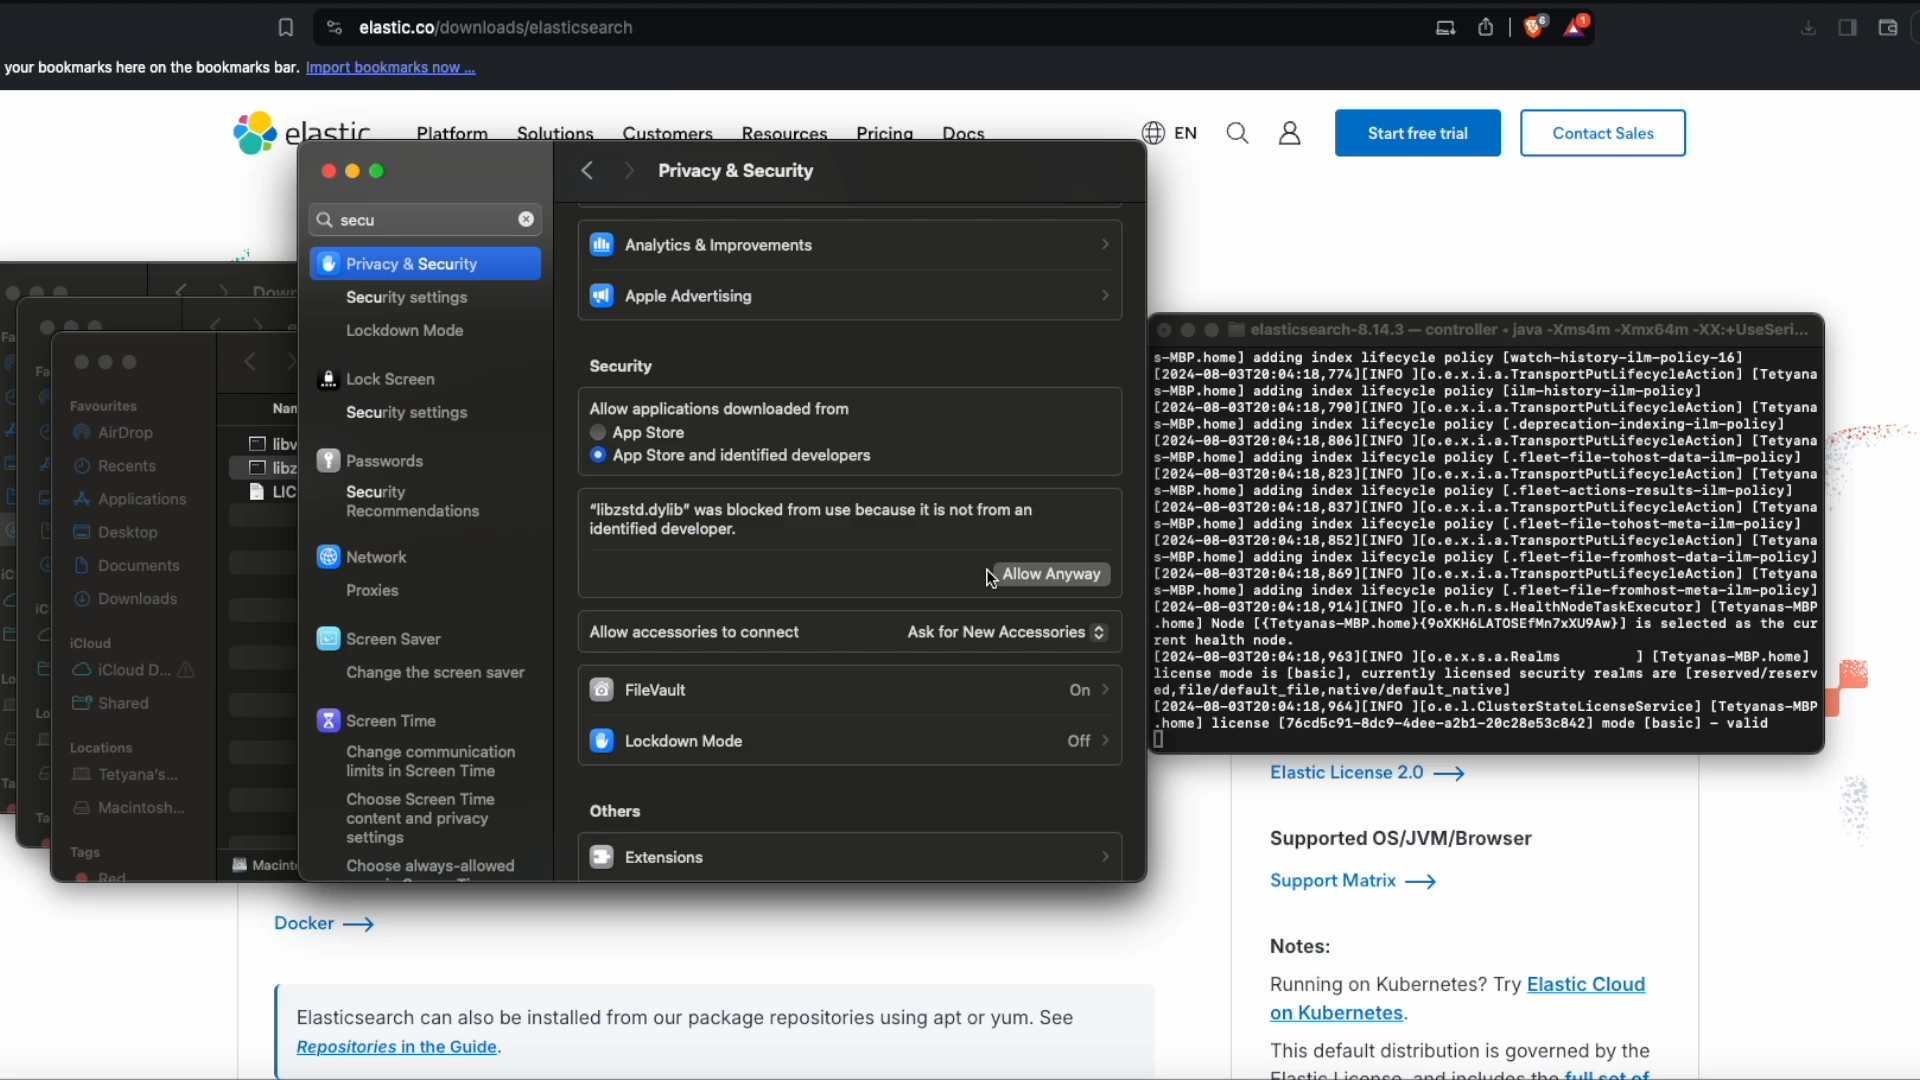 elastic.co/downloads/elasticsearch
6
1
your bookmarks here on the bookmarks bar. Import bookmarks now ...
elastic
Platform Solutions Customers Resources Pricing Docs
EN
Start free trial
Contact Sales
Favourites
AirDrop
Recents
Applications
Desktop
Documents
Downloads
iCloud
iCloud D...
Shared
Locations
Tetyana's...
Macintosh...
Tags
Red
secu
Privacy & Security
Security settings
Lockdown Mode
Lock Screen
Security settings
Passwords
Security
Recommendations
Network
Proxies
Screen Saver
Change the screen saver
Screen Time
Change communication
limits in Screen Time
Choose Screen Time
content and privacy
settings
Choose always-allowed
Privacy & Security
Analytics & Improvements
Apple Advertising
Security
Allow applications downloaded from
App Store
App Store and identified developers
"libzstd.dylib" was blocked from use because it is not from an
identified developer.
Allow Anyway
Allow accessories to connect Ask for New Accessories
FileVault On
Lockdown Mode Off
Others
Extensions
elasticsearch-8.14.3 — controller ◂ java -Xms4m -Xmx64m -XX:+UseSeri...
s-MBP.home] adding index lifecycle policy [watch-history-ilm-policy-16]
[2024-08-03T20:04:18,774][INFO ][o.e.x.i.a.TransportPutLifecycleAction] [Tetyana
s-MBP.home] adding index lifecycle policy [ilm-history-ilm-policy]
[2024-08-03T20:04:18,790][INFO ][o.e.x.i.a.TransportPutLifecycleAction] [Tetyana
s-MBP.home] adding index lifecycle policy [.deprecation-indexing-ilm-policy]
[2024-08-03T20:04:18,806][INFO ][o.e.x.i.a.TransportPutLifecycleAction] [Tetyana
s-MBP.home] adding index lifecycle policy [.fleet-file-tohost-data-ilm-policy]
[2024-08-03T20:04:18,823][INFO ][o.e.x.i.a.TransportPutLifecycleAction] [Tetyana
s-MBP.home] adding index lifecycle policy [.fleet-actions-results-ilm-policy]
[2024-08-03T20:04:18,837][INFO ][o.e.x.i.a.TransportPutLifecycleAction] [Tetyana
s-MBP.home] adding index lifecycle policy [.fleet-file-tohost-meta-ilm-policy]
[2024-08-03T20:04:18,852][INFO ][o.e.x.i.a.TransportPutLifecycleAction] [Tetyana
s-MBP.home] adding index lifecycle policy [.fleet-file-fromhost-data-ilm-policy]
[2024-08-03T20:04:18,869][INFO ][o.e.x.i.a.TransportPutLifecycleAction] [Tetyana
s-MBP.home] adding index lifecycle policy [.fleet-file-fromhost-meta-ilm-policy]
[2024-08-03T20:04:18,914][INFO ][o.e.h.n.s.HealthNodeTaskExecutor] [Tetyanas-MBP
.home] Node [{Tetyanas-MBP.home}{9oXKH6LATOSEfMn7xXU9Aw}] is selected as the cur
rent health node.
[2024-08-03T20:04:18,963][INFO ][o.e.x.s.a.Realms ] [Tetyanas-MBP.home]
license mode is [basic], currently licensed security realms are [reserved/reserv
ed,file/default_file,native/default_native]
[2024-08-03T20:04:18,964][INFO ][o.e.l.ClusterStateLicenseService] [Tetyanas-MBP
.home] license [76cd5c91-8dc9-4dee-a2b1-20c28e53c842] mode [basic] - valid
Elastic License 2.0
Supported OS/JVM/Browser
Support Matrix
Notes:
Running on Kubernetes? Try Elastic Cloud
on Kubernetes.
This default distribution is governed by the
Elastic License, and includes the full set of
Docker
Elasticsearch can also be installed from our package repositories using apt or yum. See
Repositories in the Guide.